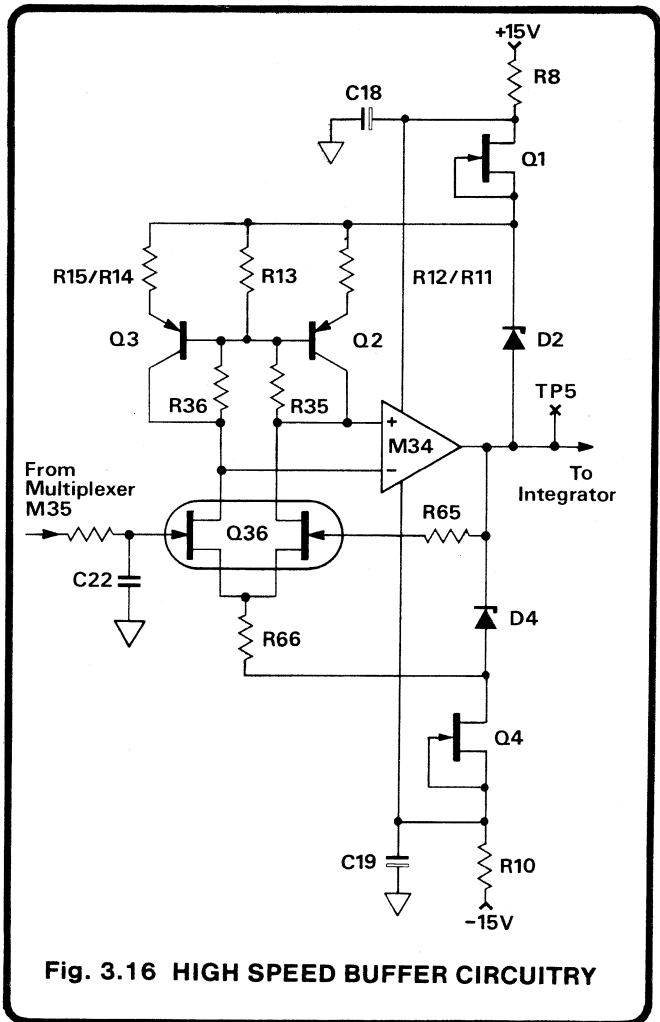 +15V
R8
C18
Q1
R15/R14
R13
R12/R11
Q3
Q2
D2
R36
R35
TP5
+
M34
−
From
Multiplexer
M35
To
Integrator
R65
Q36
C22
D4
R66
Q4
C19
R10
-15V
Fig. 3.16 HIGH SPEED BUFFER CIRCUITRY